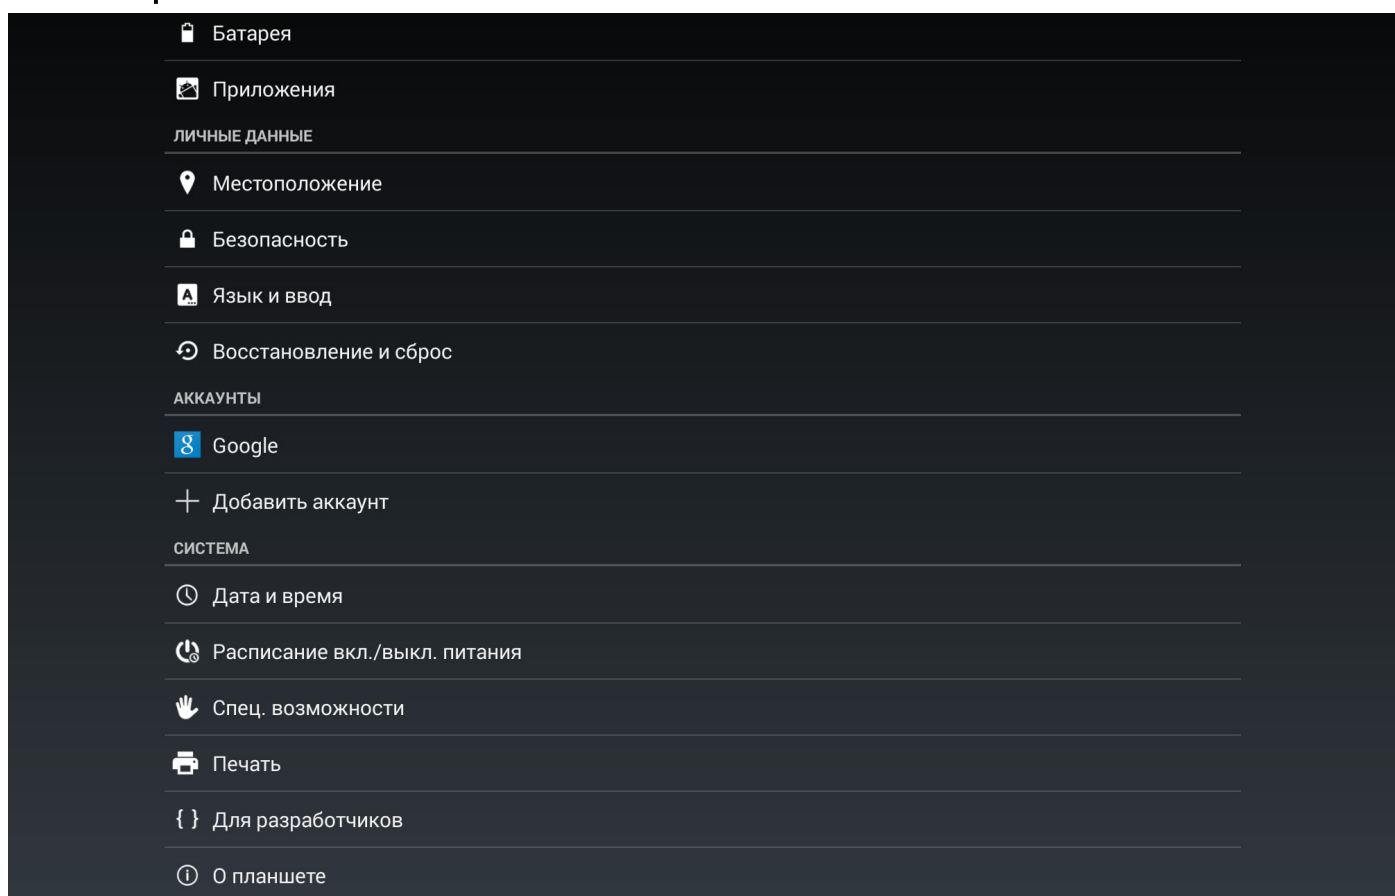 Батарея
Приложения
ЛИЧНЫЕ ДАННЫЕ
Местоположение
Безопасность
Язык и ввод
Восстановление и сброс
АККАУНТЫ
Google
Добавить аккаунт
СИСТЕМА
Дата и время
Расписание вкл./выкл. питания
Спец. возможности
Печать
Для разработчиков
О планшете